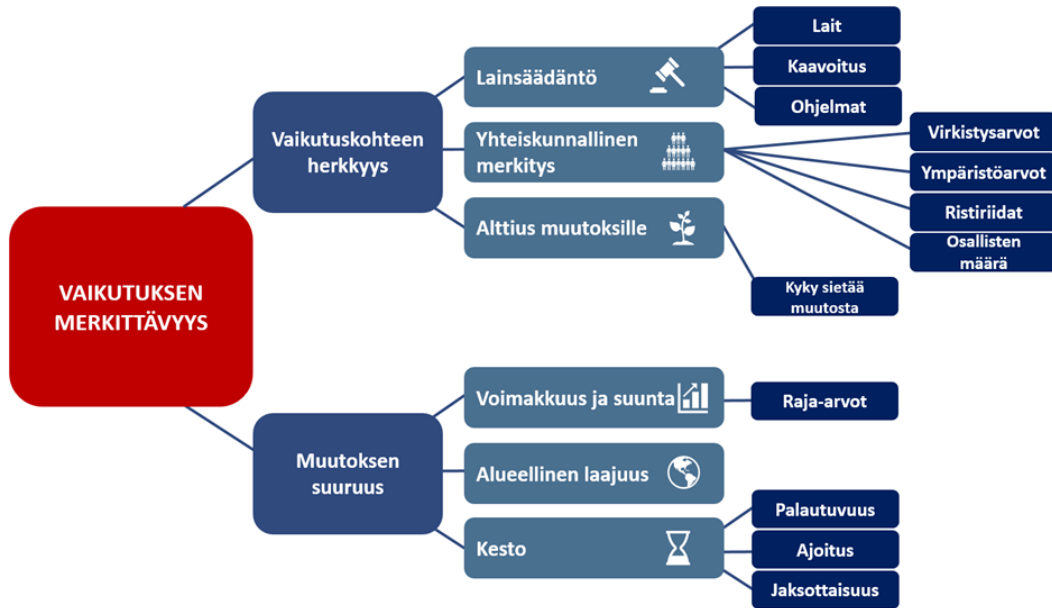 VAIKUTUKSEN
MERKITTÄVYYS
Vaikutuskohteen
herkkyys
Lainsäädäntö
Lait
Kaavoitus
Ohjelmat
Yhteiskunnallinen
merkitys
Virkistysarvot
Ympäristöarvot
Ristiriidat
Osallisten
määrä
Alttius muutoksille
Kyky sietää
muutosta
Muutoksen
suuruus
Voimakkuus ja suunta
Raja-arvot
Alueellinen laajuus
Kesto
Palautuvuus
Ajoitus
Jaksottaisuus